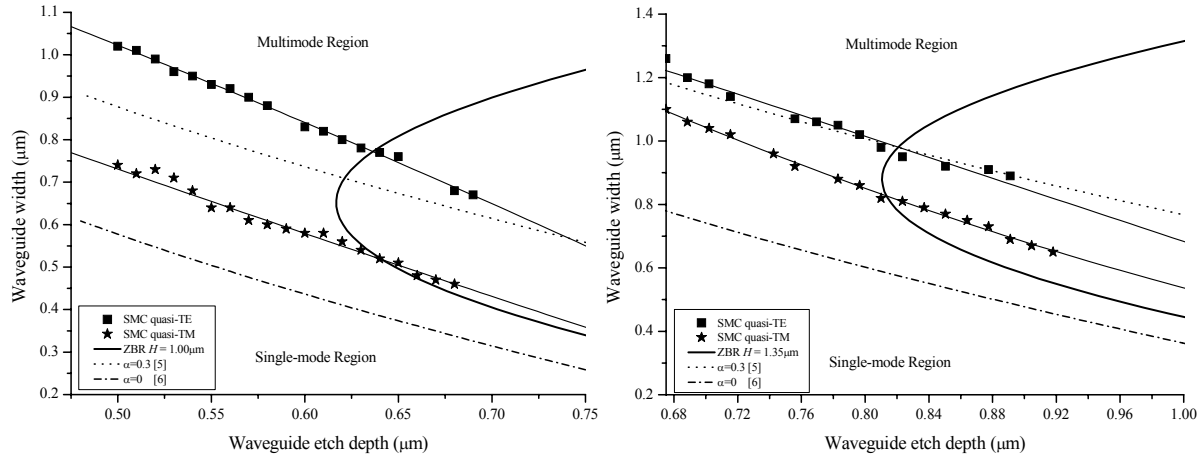 1.1
1.0
0.9
0.8
0.7
0.6
0.5
0.4
0.3
0.2
Waveguide width (μm)
Multimode Region
Single-mode Region
SMC quasi-TE
SMC quasi-TM
ZBR H = 1.00μm
α=0.3 [5]
α=0 [6]
0.50 0.55 0.60 0.65 0.70 0.75
Waveguide etch depth (μm)
1.4
1.2
1.0
0.8
0.6
0.4
0.2
Waveguide width (μm)
Multimode Region
Single-mode Region
SMC quasi-TE
SMC quasi-TM
ZBR H = 1.35μm
α=0.3 [5]
α=0 [6]
0.68 0.72 0.76 0.80 0.84 0.88 0.92 0.96 1.00
Waveguide etch depth (μm)